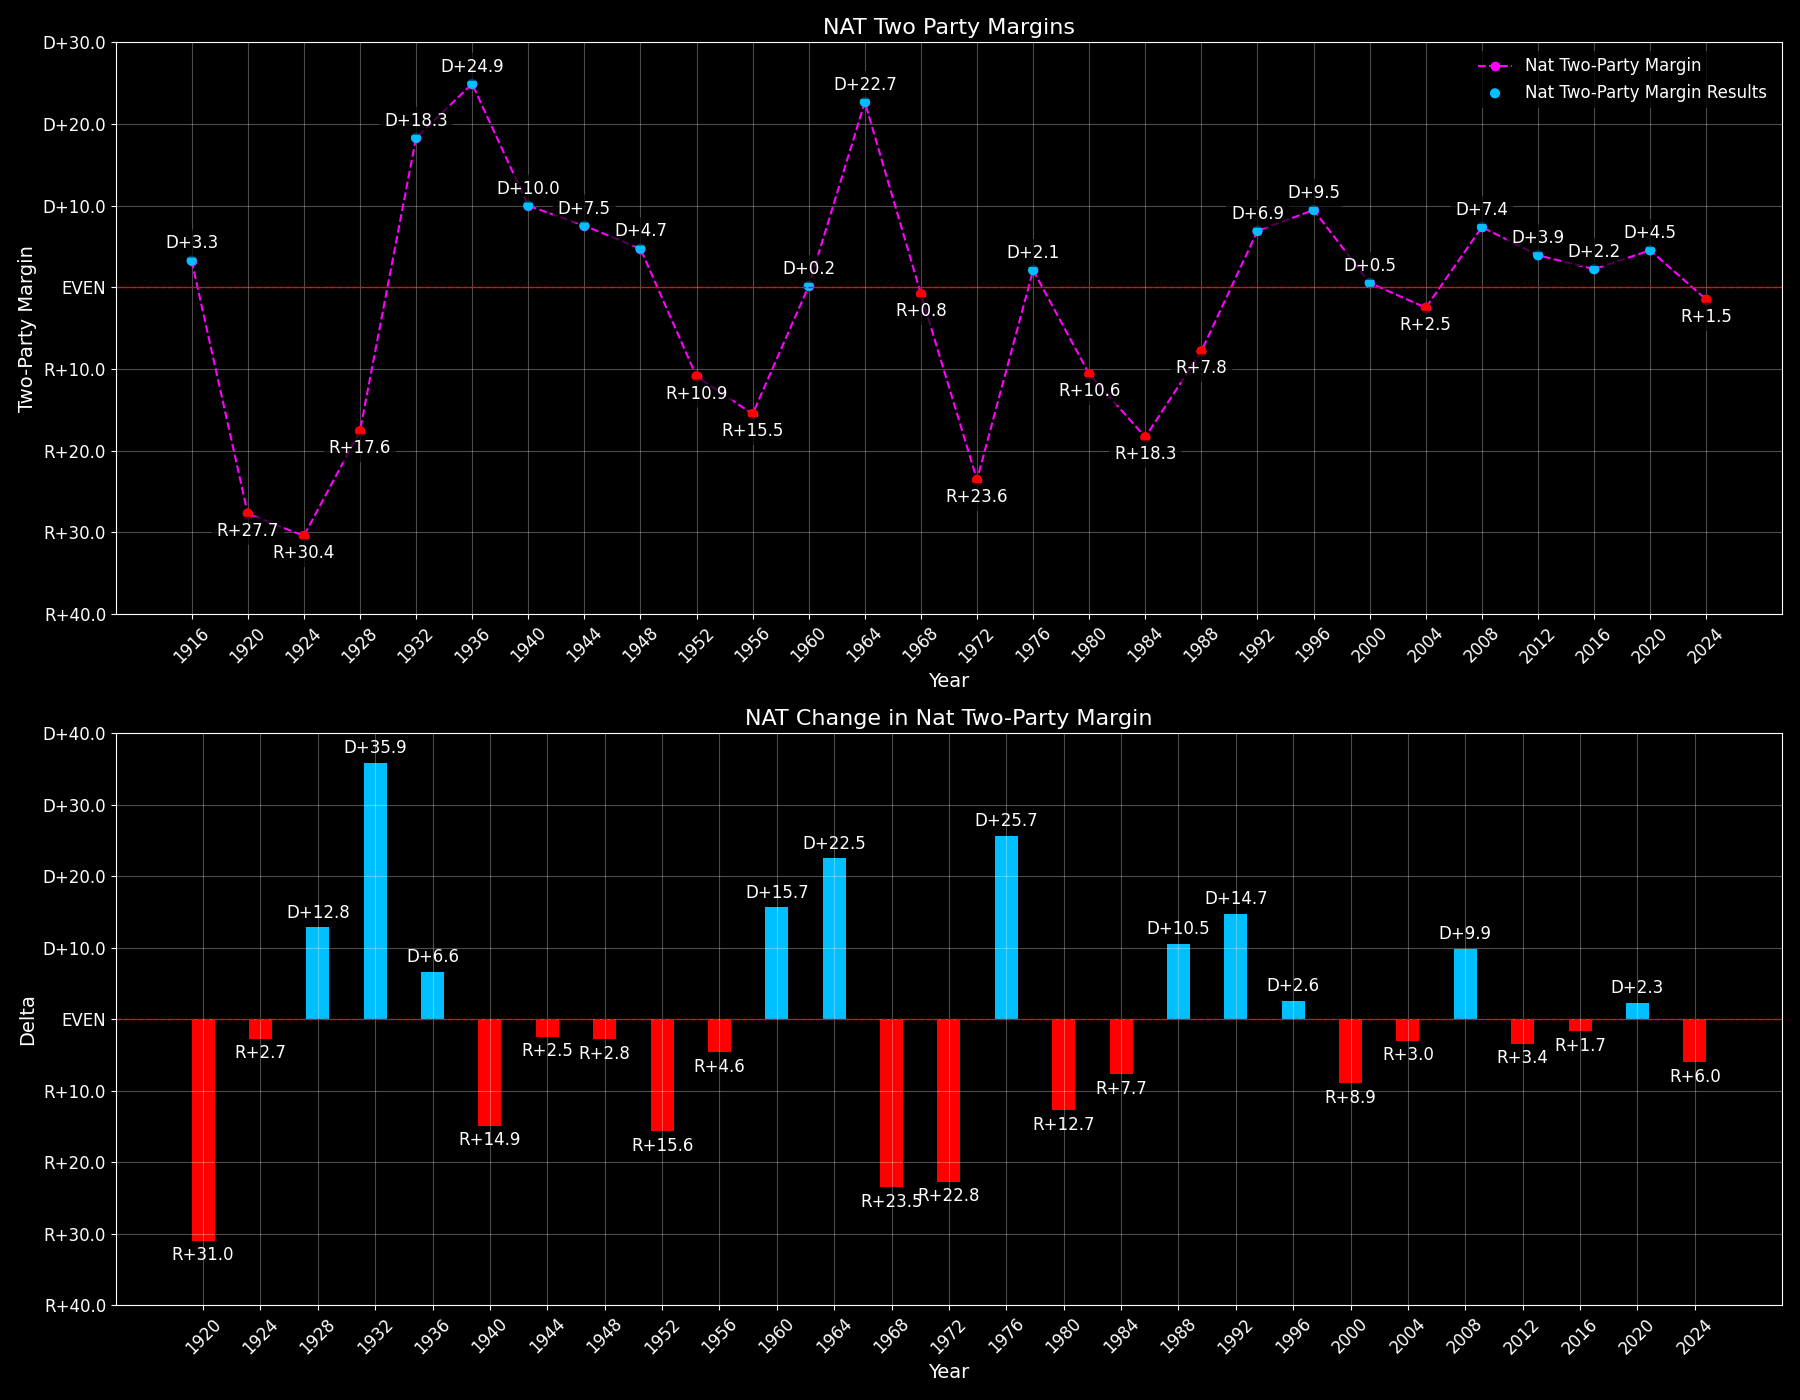 NAT Two Party Margins
D+30.0
D+20.0
D+10.0
EVEN
R+10.0
R+20.0
R+30.0
R+40.0
Two-Party Margin
Nat Two-Party Margin
Nat Two-Party Margin Results
D+3.3
R+27.7
R+30.4
R+17.6
D+18.3
D+24.9
D+10.0
D+7.5
D+4.7
R+10.9
R+15.5
D+0.2
D+22.7
R+0.8
R+23.6
D+2.1
R+10.6
R+18.3
R+7.8
D+6.9
D+9.5
D+0.5
R+2.5
D+7.4
D+3.9
D+2.2
D+4.5
R+1.5
1916
1920
1924
1928
1932
1936
1940
1944
1948
1952
1956
1960
1964
1968
1972
1976
1980
1984
1988
1992
1996
2000
2004
2008
2012
2016
2020
2024
Year
NAT Change in Nat Two-Party Margin
D+40.0
D+30.0
D+20.0
D+10.0
EVEN
R+10.0
R+20.0
R+30.0
R+40.0
Delta
R+31.0
R+2.7
D+12.8
D+35.9
D+6.6
R+14.9
R+2.5
R+2.8
R+15.6
R+4.6
D+15.7
D+22.5
R+23.5
R+22.8
D+25.7
R+12.7
R+7.7
D+10.5
D+14.7
D+2.6
R+8.9
R+3.0
D+9.9
R+3.4
R+1.7
D+2.3
R+6.0
1920
1924
1928
1932
1936
1940
1944
1948
1952
1956
1960
1964
1968
1972
1976
1980
1984
1988
1992
1996
2000
2004
2008
2012
2016
2020
2024
Year